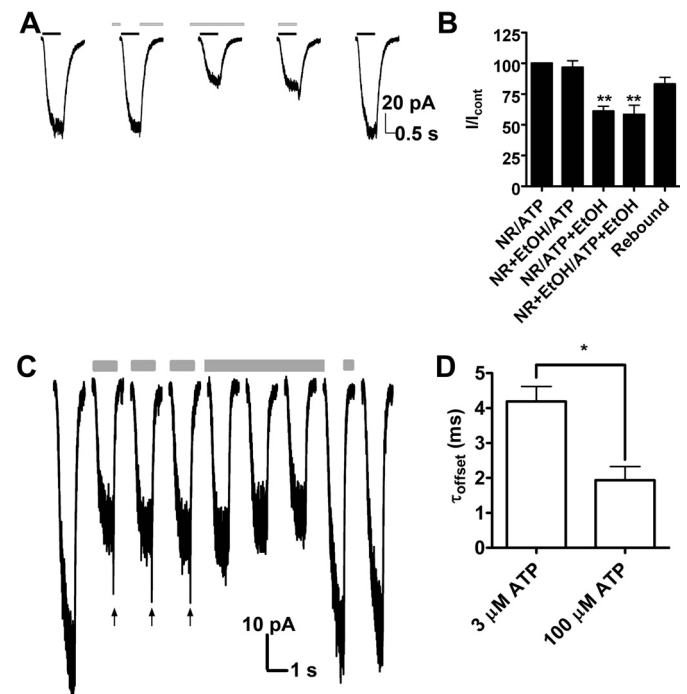 A
20 pA
0.5 s
B
I/Icont
125
100
75
50
25
0
** **
NR/ATP
NR+EtOH/ATP
NR/ATP+EtOH
NR+EtOH/ATP+EtOH
Rebound
C
10 pA
1 s
D
*
τoffset (ms)
5
4
3
2
1
0
3 μM ATP
100 μM ATP